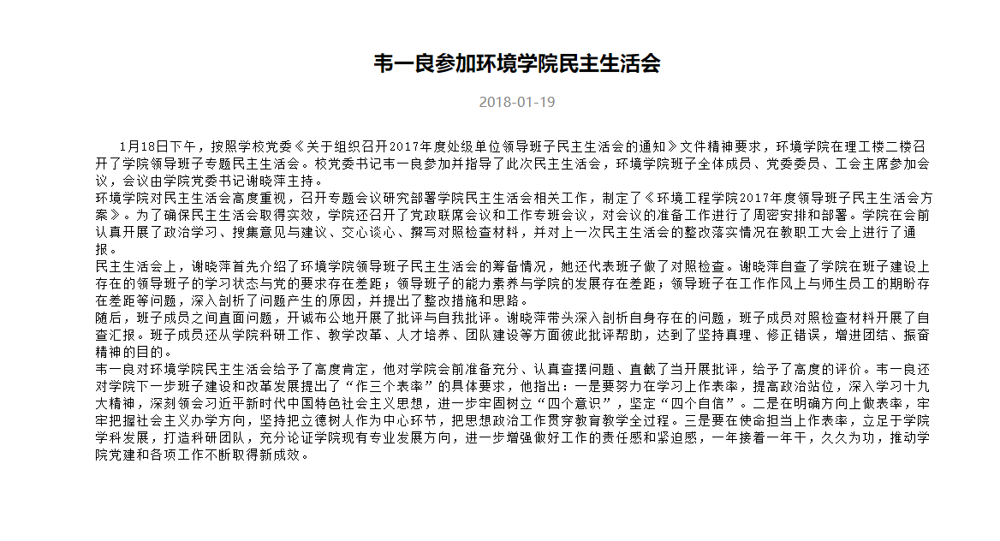 韦一良参加环境学院民主生活会
2018-01-19
1月18日下午，按照学校党委《关于组织召开2017年度处级单位领导班子民主生活会的通知》文件精神要求，环境学院在理工楼二楼召
开了学院领导班子专题民主生活会。校党委书记韦一良参加并指导了此次民主生活会，环境学院班子全体成员、党委委员、工会主席参加会
议，会议由学院党委书记谢晓萍主持。
环境学院对民主生活会高度重视，召开专题会议研究部署学院民主生活会相关工作，制定了《环境工程学院2017年度领导班子民主生活会方
案》。为了确保民主生活会取得实效，学院还召开了党政联席会议和工作专班会议，对会议的准备工作进行了周密安排和部署。学院在会前
认真开展了政治学习、搜集意见与建议、交心谈心、撰写对照检查材料，并对上一次民主生活会的整改落实情况在教职工大会上进行了通
报。
民主生活会上，谢晓萍首先介绍了环境学院领导班子民主生活会的筹备情况，她还代表班子做了对照检查。谢晓萍自查了学院在班子建设上
存在的领导班子的学习状态与党的要求存在差距；领导班子的能力素养与学院的发展存在差距；领导班子在工作作风上与师生员工的期盼存
在差距等问题，深入剖析了问题产生的原因，并提出了整改措施和思路。
随后，班子成员之间直面问题，开诚布公地开展了批评与自我批评。谢晓萍带头深入剖析自身存在的问题，班子成员对照检查材料开展了自
查汇报。班子成员还从学院科研工作、教学改革、人才培养、团队建设等方面彼此批评帮助，达到了坚持真理、修正错误，增进团结、振奋
精神的目的。
韦一良对环境学院民主生活会给予了高度肯定，他对学院会前准备充分、认真查摆问题、直截了当开展批评，给予了高度的评价。韦一良还
对学院下一步班子建设和改革发展提出了“作三个表率”的具体要求，他指出：一是要努力在学习上作表率，提高政治站位，深入学习十九
大精神，深刻领会习近平新时代中国特色社会主义思想，进一步牢固树立“四个意识”，坚定“四个自信”。二是在明确方向上做表率，牢
牢把握社会主义办学方向，坚持把立德树人作为中心环节，把思想政治工作贯穿教育教学全过程。三是要在使命担当上作表率，立足于学院
学科发展，打造科研团队，充分论证学院现有专业发展方向，进一步增强做好工作的责任感和紧迫感，一年接着一年干，久久为功，推动学
院党建和各项工作不断取得新成效。